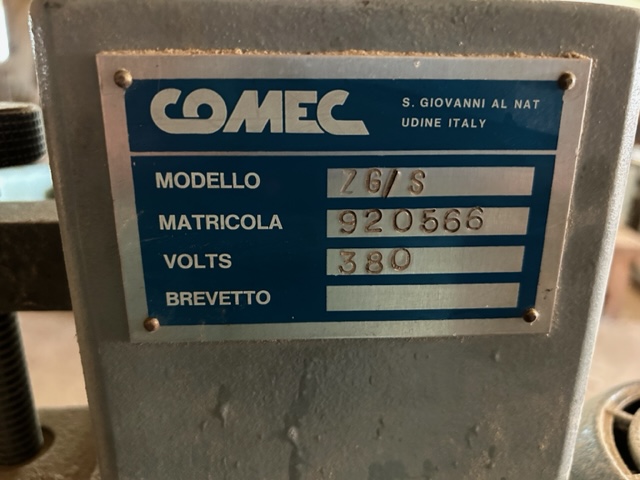 COMEC
S. GIOVANNI AL NAT
UDINE ITALY
MODELLO ZG/S
MATRICOLA 920566
VOLTS 380
BREVETTO